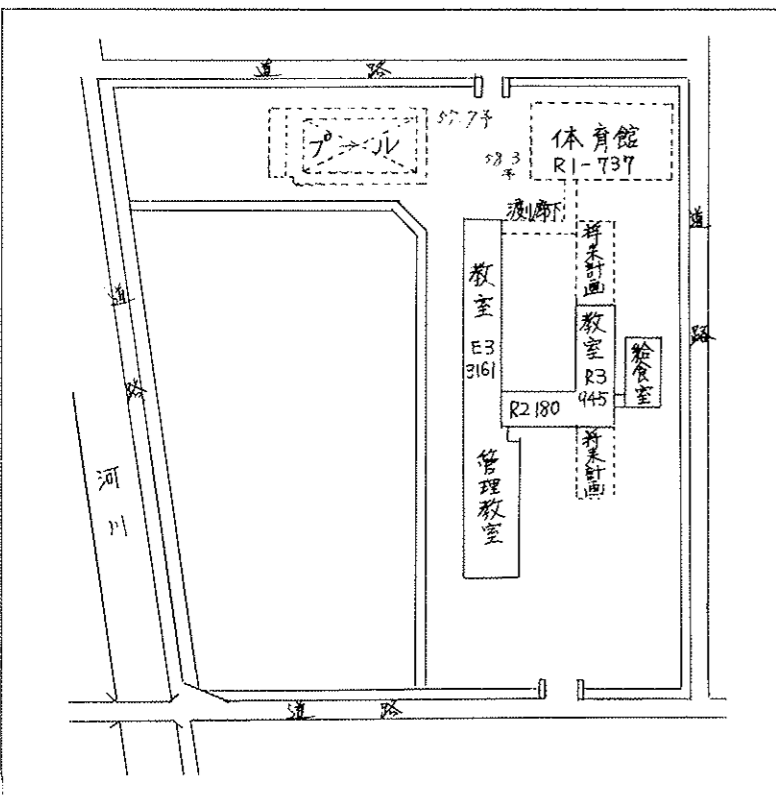 道路
57.7予
プール
58.3
予
体育館
R1-737
渡り廊下
将来計画
道路
道路
教室
E3
3161
教室
R3
945
給食室
R2 180
将来計画
管理教室
河川
道路